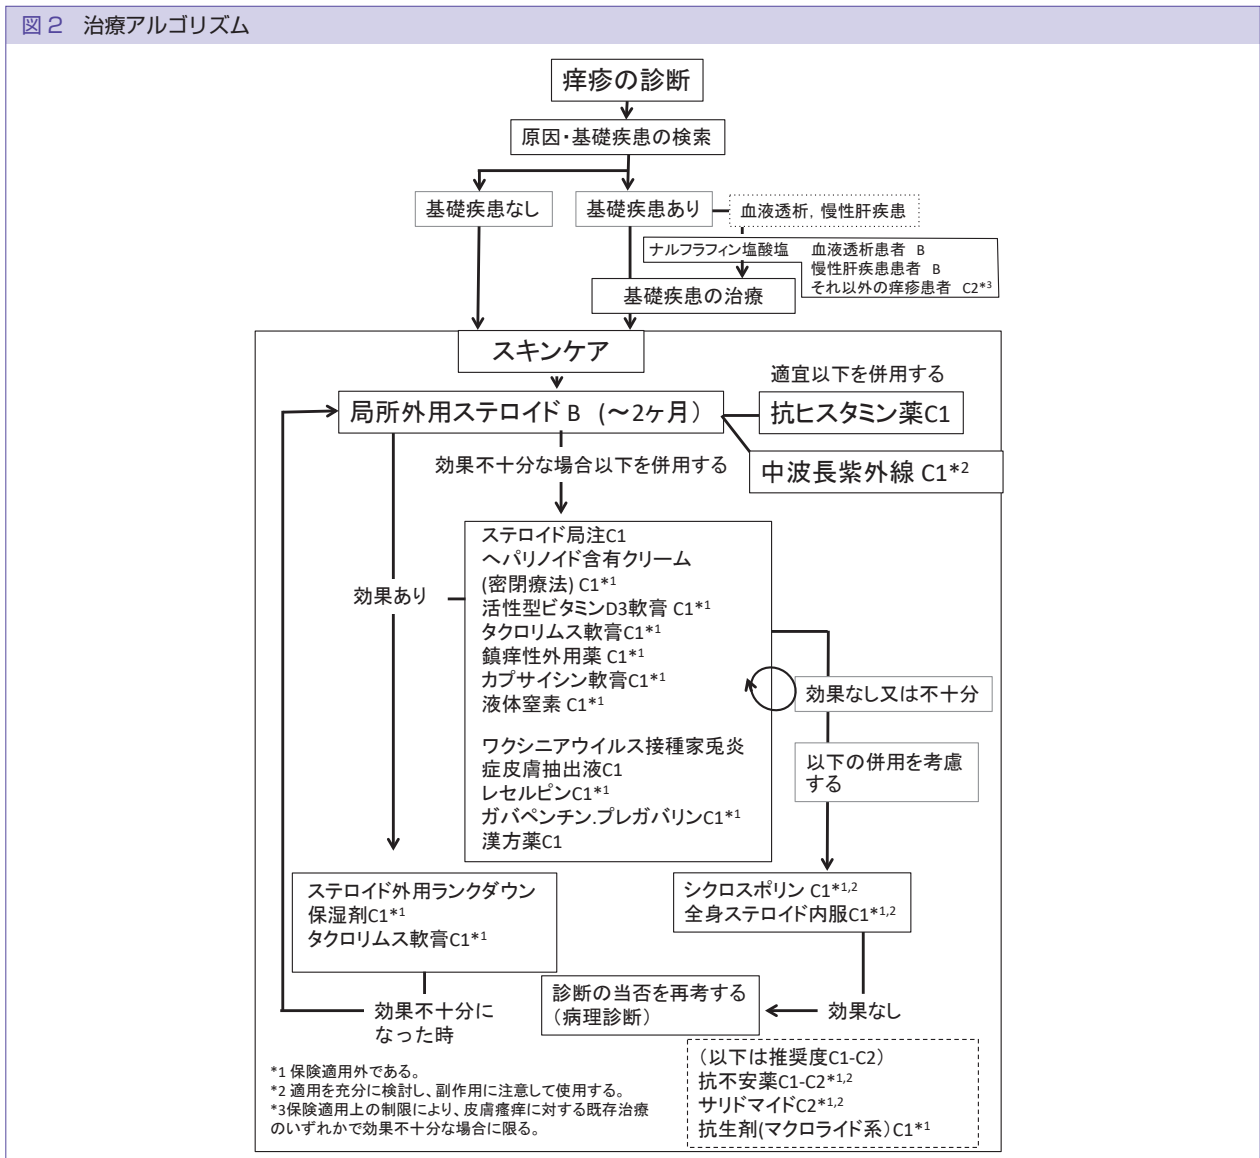 図2 治療アルゴリズム
痒疹の診断
原因・基礎疾患の検索
基礎疾患なし
基礎疾患あり
血液透析, 慢性肝疾患
ナルフラフィン塩酸塩 血液透析患者 B
慢性肝疾患患者 B
それ以外の痒疹患者 C2*3
基礎疾患の治療
スキンケア
適宜以下を併用する
局所外用ステロイド B (～2ヶ月)
抗ヒスタミン薬C1
中波長紫外線 C1*2
効果不十分な場合以下を併用する
ステロイド局注C1
ヘパリノイド含有クリーム
(密閉療法) C1*1
活性型ビタミンD3軟膏 C1*1
タクロリムス軟膏C1*1
鎮痒性外用薬 C1*1
カプサイシン軟膏C1*1
液体窒素 C1*1
ワクシニアウイルス接種家兎炎
症皮膚抽出液C1
レセルピンC1*1
ガバペンチン.プレガバリンC1*1
漢方薬C1
効果あり
効果なし又は不十分
以下の併用を考慮
する
ステロイド外用ランクダウン
保湿剤C1*1
タクロリムス軟膏C1*1
シクロスポリン C1*1,2
全身ステロイド内服C1*1,2
効果不十分に
なった時
診断の当否を再考する
（病理診断）
効果なし
（以下は推奨度C1-C2）
抗不安薬C1-C2*1,2
サリドマイドC2*1,2
抗生剤(マクロライド系）C1*1
*1 保険適用外である。
*2 適用を充分に検討し、副作用に注意して使用する。
*3保険適用上の制限により、皮膚瘙痒に対する既存治療
のいずれかで効果不十分な場合に限る。